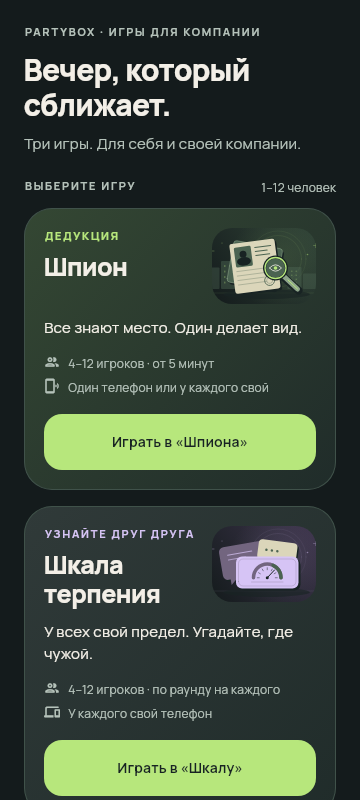 PARTYBOX · ИГРЫ ДЛЯ КОМПАНИИ
Вечер, который
сближает.
Три игры. Для себя и своей компании.
ВЫБЕРИТЕ ИГРУ
1–12 человек
ДЕДУКЦИЯ
Шпион
Все знают место. Один делает вид.
4–12 игроков · от 5 минут
Один телефон или у каждого свой
Играть в «Шпиона»
УЗНАЙТЕ ДРУГ ДРУГА
Шкала
терпения
У всех свой предел. Угадайте, где
чужой.
4–12 игроков · по раунду на каждого
У каждого свой телефон
Играть в «Шкалу»